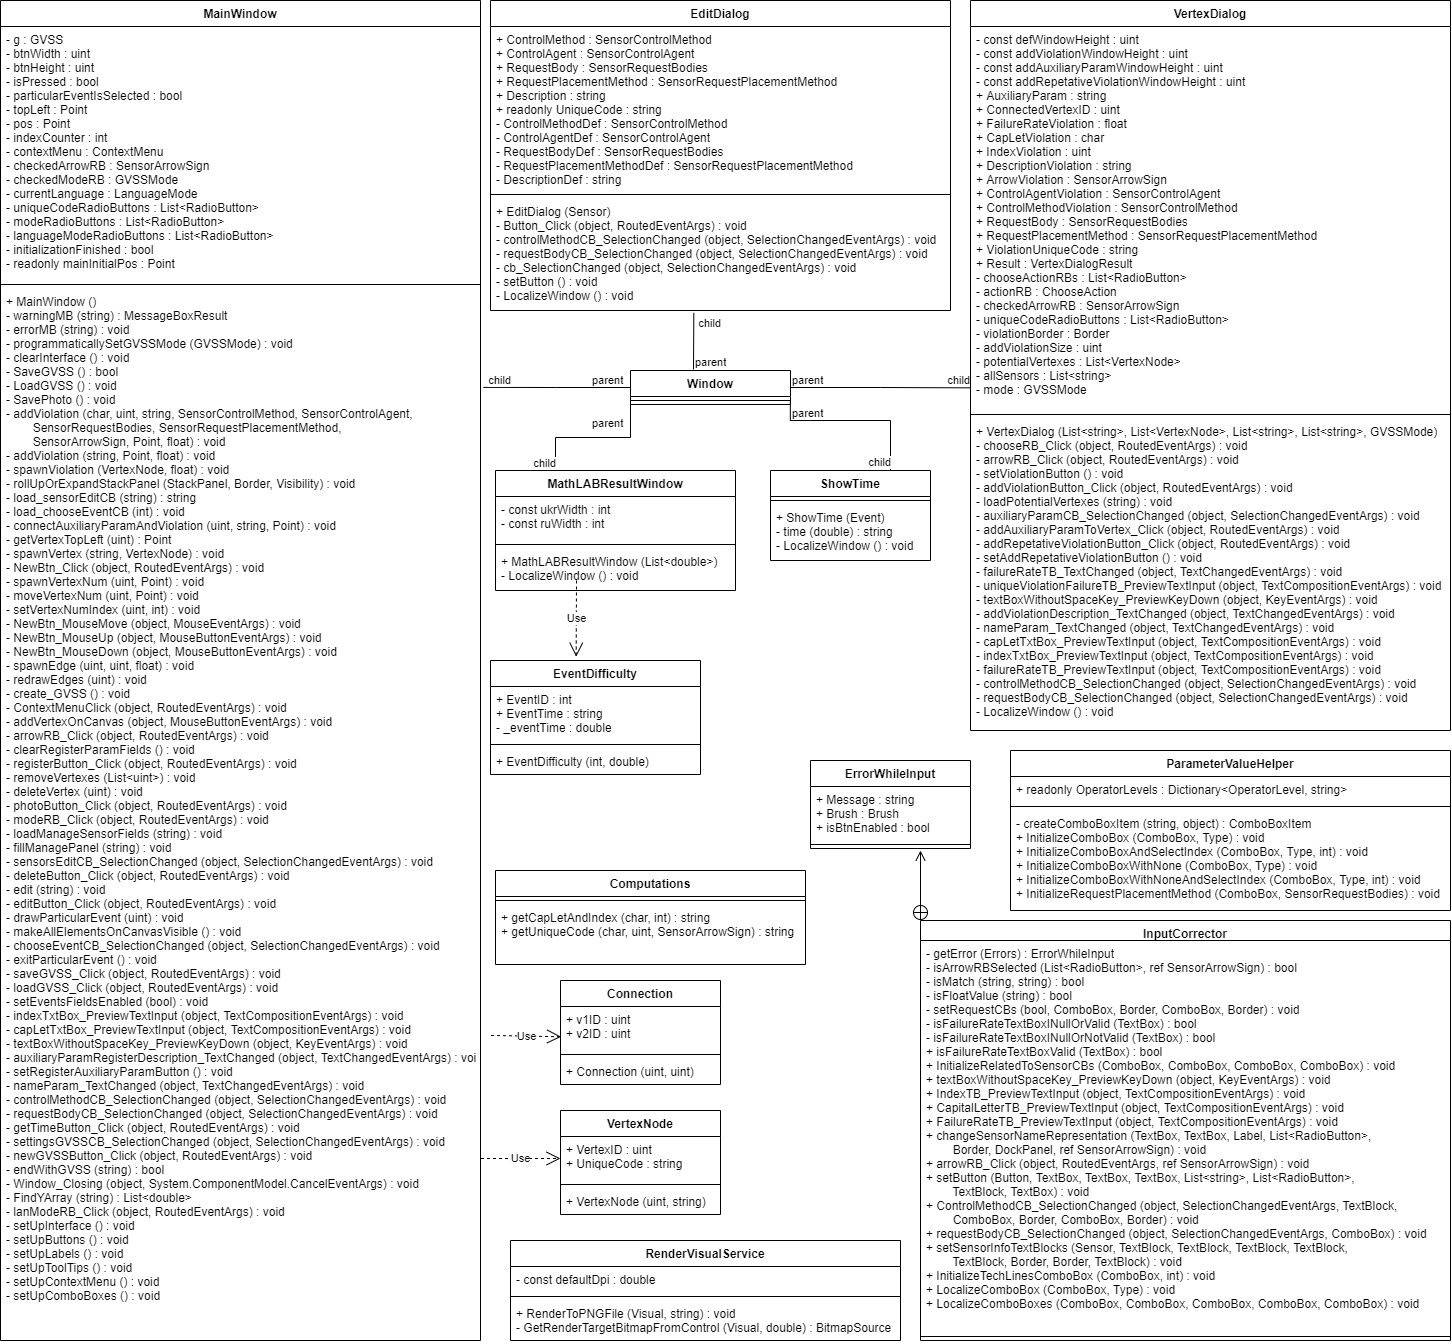 MainWindow
- g : GVSS
- btnWidth : uint
- btnHeight : uint
- isPressed : bool
- particularEventIsSelected : bool
- topLeft : Point
- pos : Point
- indexCounter : int
- contextMenu : ContextMenu
- checkedArrowRB : SensorArrowSign
- checkedModeRB : GVSSMode
- currentLanguage : LanguageMode
- uniqueCodeRadioButtons : List<RadioButton>
- modeRadioButtons : List<RadioButton>
- languageModeRadioButtons : List<RadioButton>
- initializationFinished : bool
- readonly mainInitialPos : Point
+ MainWindow ()
- warningMB (string) : MessageBoxResult
- errorMB (string) : void
- programmaticallySetGVSSMode (GVSSMode) : void
- clearInterface () : void
- SaveGVSS () : bool
- LoadGVSS () : void
- SavePhoto () : void
- addViolation (char, uint, string, SensorControlMethod, SensorControlAgent,
SensorRequestBodies, SensorRequestPlacementMethod,
SensorArrowSign, Point, float) : void
- addViolation (string, Point, float) : void
- spawnViolation (VertexNode, float) : void
- rollUpOrExpandStackPanel (StackPanel, Border, Visibility) : void
- load_sensorEditCB (string) : string
- load_chooseEventCB (int) : void
- connectAuxiliaryParamAndViolation (uint, string, Point) : void
- getVertexTopLeft (uint) : Point
- spawnVertex (string, VertexNode) : void
- NewBtn_Click (object, RoutedEventArgs) : void
- spawnVertexNum (uint, Point) : void
- moveVertexNum (uint, Point) : void
- setVertexNumIndex (uint, int) : void
- NewBtn_MouseMove (object, MouseEventArgs) : void
- NewBtn_MouseUp (object, MouseButtonEventArgs) : void
- NewBtn_MouseDown (object, MouseButtonEventArgs) : void
- spawnEdge (uint, uint, float) : void
- redrawEdges (uint) : void
- create_GVSS () : void
- ContextMenuClick (object, RoutedEventArgs) : void
- addVertexOnCanvas (object, MouseButtonEventArgs) : void
- arrowRB_Click (object, RoutedEventArgs) : void
- clearRegisterParamFields () : void
- registerButton_Click (object, RoutedEventArgs) : void
- removeVertexes (List<uint>) : void
- deleteVertex (uint) : void
- photoButton_Click (object, RoutedEventArgs) : void
- modeRB_Click (object, RoutedEventArgs) : void
- loadManageSensorFields (string) : void
- fillManagePanel (string) : void
- sensorsEditCB_SelectionChanged (object, SelectionChangedEventArgs) : void
- deleteButton_Click (object, RoutedEventArgs) : void
- edit (string) : void
- editButton_Click (object, RoutedEventArgs) : void
- drawParticularEvent (uint) : void
- makeAllElementsOnCanvasVisible () : void
- chooseEventCB_SelectionChanged (object, SelectionChangedEventArgs) : void
- exitParticularEvent () : void
- saveGVSS_Click (object, RoutedEventArgs) : void
- loadGVSS_Click (object, RoutedEventArgs) : void
- setEventsFieldsEnabled (bool) : void
- indexTxtBox_PreviewTextInput (object, TextCompositionEventArgs) : void
- capLetTxtBox_PreviewTextInput (object, TextCompositionEventArgs) : void
- textBoxWithoutSpaceKey_PreviewKeyDown (object, KeyEventArgs) : void
- auxiliaryParamRegisterDescription_TextChanged (object, TextChangedEventArgs) : voi
- setRegisterAuxiliaryParamButton () : void
- nameParam_TextChanged (object, TextChangedEventArgs) : void
- controlMethodCB_SelectionChanged (object, SelectionChangedEventArgs) : void
- requestBodyCB_SelectionChanged (object, SelectionChangedEventArgs) : void
- getTimeButton_Click (object, RoutedEventArgs) : void
- settingsGVSSCB_SelectionChanged (object, SelectionChangedEventArgs) : void
- newGVSSButton_Click (object, RoutedEventArgs) : void
- endWithGVSS (string) : bool
- Window_Closing (object, System.ComponentModel.CancelEventArgs) : void
- FindYArray (string) : List<double>
- lanModeRB_Click (object, RoutedEventArgs) : void
- setUpInterface () : void
- setUpButtons () : void
- setUpLabels () : void
- setUpToolTips () : void
- setUpContextMenu () : void
- setUpComboBoxes () : void
EditDialog
+ ControlMethod : SensorControlMethod
+ ControlAgent : SensorControlAgent
+ RequestBody : SensorRequestBodies
+ RequestPlacementMethod : SensorRequestPlacementMethod
+ Description : string
+ readonly UniqueCode : string
- ControlMethodDef : SensorControlMethod
- ControlAgentDef : SensorControlAgent
- RequestBodyDef : SensorRequestBodies
- RequestPlacementMethodDef : SensorRequestPlacementMethod
- DescriptionDef : string
+ EditDialog (Sensor)
- Button_Click (object, RoutedEventArgs) : void
- controlMethodCB_SelectionChanged (object, SelectionChangedEventArgs) : void
- requestBodyCB_SelectionChanged (object, SelectionChangedEventArgs) : void
- cb_SelectionChanged (object, SelectionChangedEventArgs) : void
- setButton () : void
- LocalizeWindow () : void
child
parent
child
parent
Window
parent
child
parent
parent
child
child
MathLABResultWindow
- const ukrWidth : int
- const ruWidth : int
+ MathLABResultWindow (List<double>)
- LocalizeWindow () : void
ShowTime
+ ShowTime (Event)
- time (double) : string
- LocalizeWindow () : void
Use
EventDifficulty
+ EventID : int
+ EventTime : string
- _eventTime : double
+ EventDifficulty (int, double)
VertexDialog
- const defWindowHeight : uint
- const addViolationWindowHeight : uint
- const addAuxiliaryParamWindowHeight : uint
- const addRepetativeViolationWindowHeight : uint
+ AuxiliaryParam : string
+ ConnectedVertexID : uint
+ FailureRateViolation : float
+ CapLetViolation : char
+ IndexViolation : uint
+ DescriptionViolation : string
+ ArrowViolation : SensorArrowSign
+ ControlAgentViolation : SensorControlAgent
+ ControlMethodViolation : SensorControlMethod
+ RequestBody : SensorRequestBodies
+ RequestPlacementMethod : SensorRequestPlacementMethod
+ ViolationUniqueCode : string
+ Result : VertexDialogResult
- chooseActionRBs : List<RadioButton>
- actionRB : ChooseAction
- checkedArrowRB : SensorArrowSign
- uniqueCodeRadioButtons : List<RadioButton>
- violationBorder : Border
- addViolationSize : uint
- potentialVertexes : List<VertexNode>
- allSensors : List<string>
- mode : GVSSMode
+ VertexDialog (List<string>, List<VertexNode>, List<string>, List<string>, GVSSMode)
- chooseRB_Click (object, RoutedEventArgs) : void
- arrowRB_Click (object, RoutedEventArgs) : void
- setViolationButton () : void
- addViolationButton_Click (object, RoutedEventArgs) : void
- loadPotentialVertexes (string) : void
- auxiliaryParamCB_SelectionChanged (object, SelectionChangedEventArgs) : void
- addAuxiliaryParamToVertex_Click (object, RoutedEventArgs) : void
- addRepetativeViolationButton_Click (object, RoutedEventArgs) : void
- setAddRepetativeViolationButton () : void
- failureRateTB_TextChanged (object, TextChangedEventArgs) : void
- uniqueViolationFailureTB_PreviewTextInput (object, TextCompositionEventArgs) : void
- textBoxWithoutSpaceKey_PreviewKeyDown (object, KeyEventArgs) : void
- addViolationDescription_TextChanged (object, TextChangedEventArgs) : void
- nameParam_TextChanged (object, TextChangedEventArgs) : void
- capLetTxtBox_PreviewTextInput (object, TextCompositionEventArgs) : void
- indexTxtBox_PreviewTextInput (object, TextCompositionEventArgs) : void
- failureRateTB_PreviewTextInput (object, TextCompositionEventArgs) : void
- controlMethodCB_SelectionChanged (object, SelectionChangedEventArgs) : void
- requestBodyCB_SelectionChanged (object, SelectionChangedEventArgs) : void
- LocalizeWindow () : void
ErrorWhileInput
+ Message : string
+ Brush : Brush
+ isBtnEnabled : bool
ParameterValueHelper
+ readonly OperatorLevels : Dictionary<OperatorLevel, string>
- createComboBoxItem (string, object) : ComboBoxItem
+ InitializeComboBox (ComboBox, Type) : void
+ InitializeComboBoxAndSelectIndex (ComboBox, Type, int) : void
+ InitializeComboBoxWithNone (ComboBox, Type) : void
+ InitializeComboBoxWithNoneAndSelectIndex (ComboBox, Type, int) : void
+ InitializeRequestPlacementMethod (ComboBox, SensorRequestBodies) : void
Computations
+ getCapLetAndIndex (char, int) : string
+ getUniqueCode (char, uint, SensorArrowSign) : string
Connection
+ v1ID : uint
+ v2ID : uint
+ Connection (uint, uint)
Use
VertexNode
+ VertexID : uint
+ UniqueCode : string
+ VertexNode (uint, string)
Use
RenderVisualService
- const defaultDpi : double
+ RenderToPNGFile (Visual, string) : void
- GetRenderTargetBitmapFromControl (Visual, double) : BitmapSource
InputCorrector
- getError (Errors) : ErrorWhileInput
- isArrowRBSelected (List<RadioButton>, ref SensorArrowSign) : bool
- isMatch (string, string) : bool
- isFloatValue (string) : bool
- setRequestCBs (bool, ComboBox, Border, ComboBox, Border) : void
- isFailureRateTextBoxINullOrValid (TextBox) : bool
- isFailureRateTextBoxINullOrNotValid (TextBox) : bool
+ isFailureRateTextBoxValid (TextBox) : bool
+ InitializeRelatedToSensorCBs (ComboBox, ComboBox, ComboBox, ComboBox) : void
+ textBoxWithoutSpaceKey_PreviewKeyDown (object, KeyEventArgs) : void
+ IndexTB_PreviewTextInput (object, TextCompositionEventArgs) : void
+ CapitalLetterTB_PreviewTextInput (object, TextCompositionEventArgs) : void
+ FailureRateTB_PreviewTextInput (object, TextCompositionEventArgs) : void
+ changeSensorNameRepresentation (TextBox, TextBox, Label, List<RadioButton>,
Border, DockPanel, ref SensorArrowSign) : void
+ arrowRB_Click (object, RoutedEventArgs, ref SensorArrowSign) : void
+ setButton (Button, TextBox, TextBox, TextBox, List<string>, List<RadioButton>,
TextBlock, TextBox) : void
+ ControlMethodCB_SelectionChanged (object, SelectionChangedEventArgs, TextBlock,
ComboBox, Border, ComboBox, Border) : void
+ requestBodyCB_SelectionChanged (object, SelectionChangedEventArgs, ComboBox) : void
+ setSensorInfoTextBlocks (Sensor, TextBlock, TextBlock, TextBlock, TextBlock,
TextBlock, Border, Border, TextBlock) : void
+ InitializeTechLinesComboBox (ComboBox, int) : void
+ LocalizeComboBox (ComboBox, Type) : void
+ LocalizeComboBoxes (ComboBox, ComboBox, ComboBox, ComboBox, ComboBox) : void